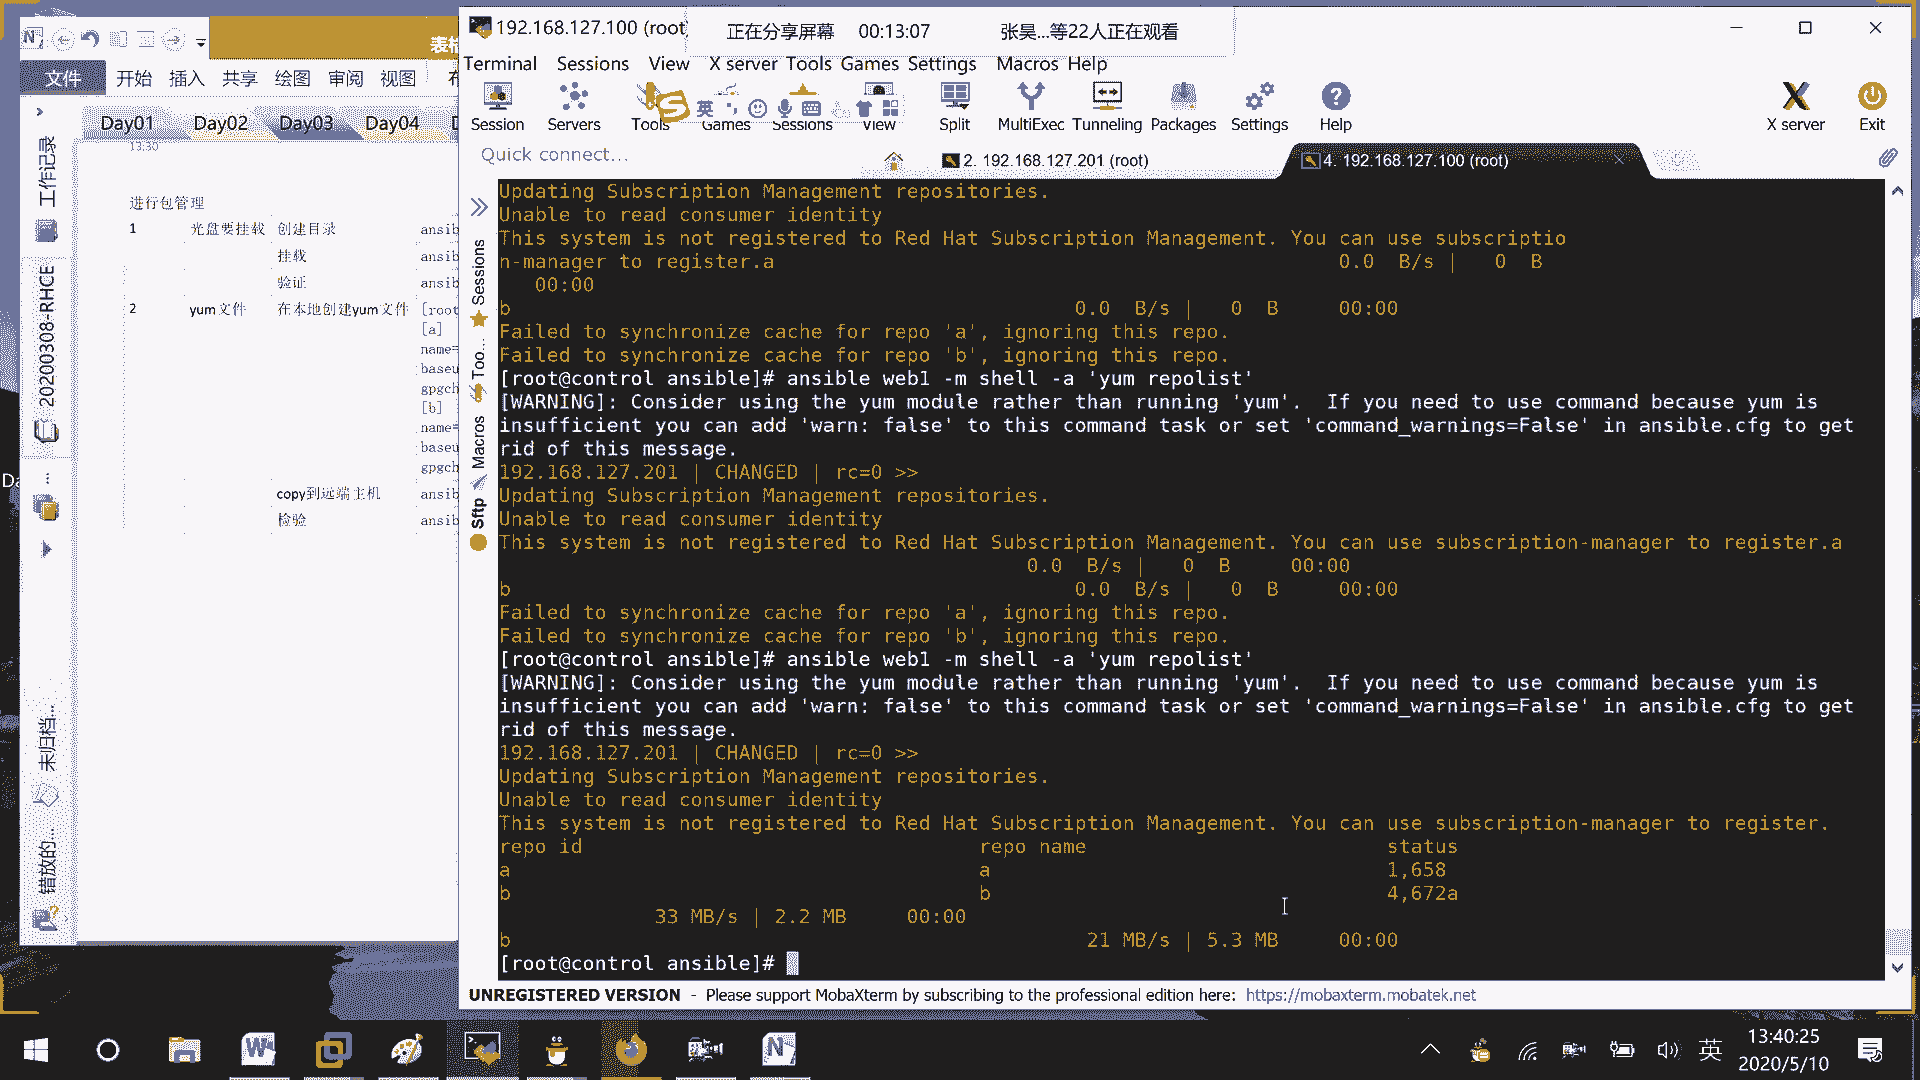 192.168.127.100 (root
正在分享屏幕 00:13:07 张昊...等22人正在观看
Terminal Sessions View X server Tools Games Settings Macros Help
文件 开始 插入 共享 绘图 审阅 视图
Session Servers Tools Games Sessions View Split MultiExec Tunneling Packages Settings Help X server Exit
英
Day01 Day02 Day03 Day04
Quick connect...
2. 192.168.127.201 (root)
4. 192.168.127.100 (root)
工作记录
20200308-RHCE
未归档...
错放的...
13:30
进行包管理
1 光盘要挂载 创建目录 ansib
挂载 ansib
验证 ansib
2 yum文件 在本地创建yum文件 [root
[a]
name=
baseu
gpgch
[b]
name=
baseu
gpgch
copy到远端主机 ansib
检验 ansib
Sessions
Too...
Macros
Sftp
Updating Subscription Management repositories.
Unable to read consumer identity
This system is not registered to Red Hat Subscription Management. You can use subscriptio
n-manager to register.a 0.0 B/s | 0 B
00:00
b 0.0 B/s | 0 B 00:00
Failed to synchronize cache for repo 'a', ignoring this repo.
Failed to synchronize cache for repo 'b', ignoring this repo.
[root@control ansible]# ansible web1 -m shell -a 'yum repolist'
[WARNING]: Consider using the yum module rather than running 'yum'. If you need to use command because yum is
insufficient you can add 'warn: false' to this command task or set 'command_warnings=False' in ansible.cfg to get
rid of this message.
192.168.127.201 | CHANGED | rc=0 >>
Updating Subscription Management repositories.
Unable to read consumer identity
This system is not registered to Red Hat Subscription Management. You can use subscription-manager to register.a
0.0 B/s | 0 B 00:00
b 0.0 B/s | 0 B 00:00
Failed to synchronize cache for repo 'a', ignoring this repo.
Failed to synchronize cache for repo 'b', ignoring this repo.
[root@control ansible]# ansible web1 -m shell -a 'yum repolist'
[WARNING]: Consider using the yum module rather than running 'yum'. If you need to use command because yum is
insufficient you can add 'warn: false' to this command task or set 'command_warnings=False' in ansible.cfg to get
rid of this message.
192.168.127.201 | CHANGED | rc=0 >>
Updating Subscription Management repositories.
Unable to read consumer identity
This system is not registered to Red Hat Subscription Management. You can use subscription-manager to register.
repo id repo name status
a a 1,658
b b 4,672a
33 MB/s | 2.2 MB 00:00
b 21 MB/s | 5.3 MB 00:00
[root@control ansible]#
UNREGISTERED VERSION - Please support MobaXterm by subscribing to the professional edition here: https://mobaxterm.mobatek.net
英
13:40:25
2020/5/10